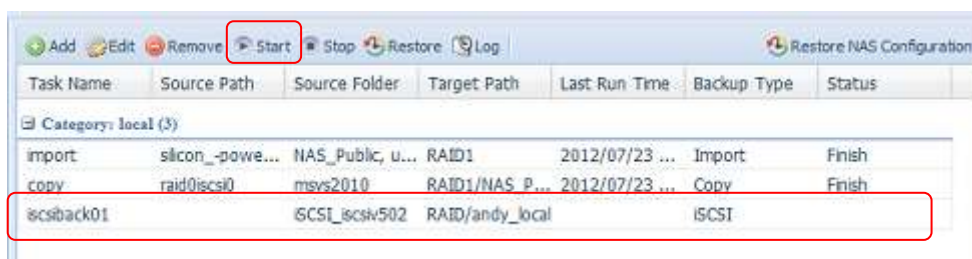 Add Edit Remove Start Stop Restore Log Restore NAS Configuration
Task Name Source Path Source Folder Target Path Last Run Time Backup Type Status
Category: local (3)
import silicon_-powe... NAS_Public, u... RAID1 2012/07/23 ... Import Finish
copy raid0iscsi0 msvs2010 RAID1/NAS_P... 2012/07/23 ... Copy Finish
iscsiback01 iSCSI_iscsiv502 RAID/andy_local iSCSI